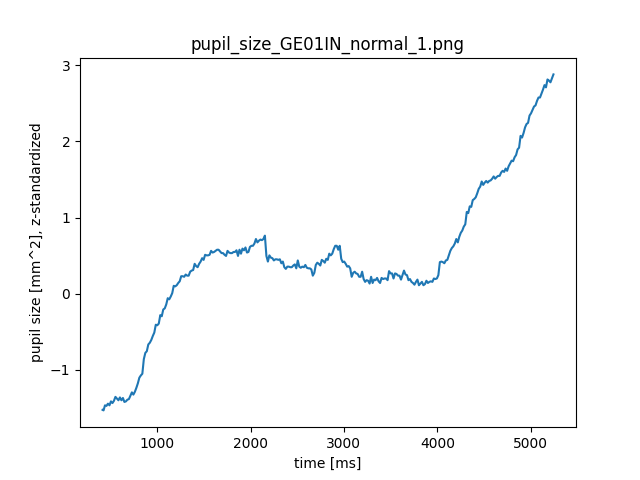 pupil_size_GE01IN_normal_1.png
pupil size [mm^2], z-standardized
3
2
1
0
−1
1000 2000 3000 4000 5000
time [ms]